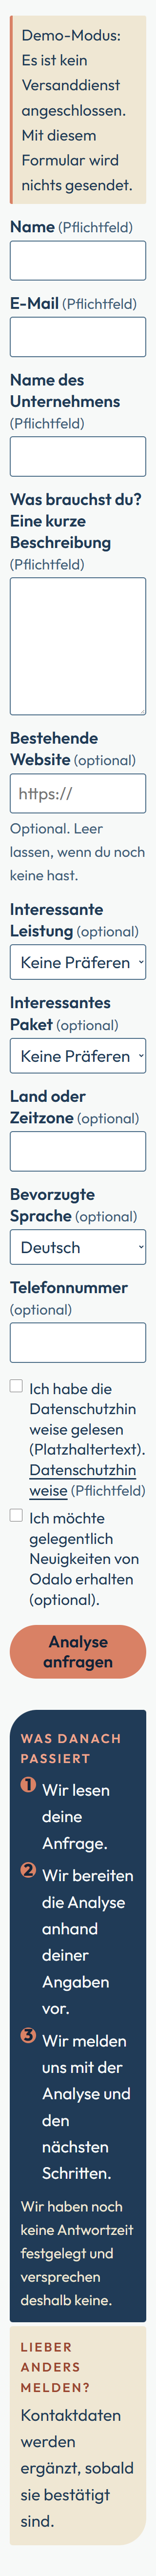 Demo-Modus:
Es ist kein
Versanddienst
angeschlossen.
Mit diesem
Formular wird
nichts gesendet.
Name (Pflichtfeld)
E-Mail (Pflichtfeld)
Name des
Unternehmens
(Pflichtfeld)
Was brauchst du?
Eine kurze
Beschreibung
(Pflichtfeld)
Bestehende
Website (optional)
https://
Optional. Leer
lassen, wenn du noch
keine hast.
Interessante
Leistung (optional)
Keine Präferen
Interessantes
Paket (optional)
Keine Präferen
Land oder
Zeitzone (optional)
Bevorzugte
Sprache (optional)
Deutsch
Telefonnummer
(optional)
Ich habe die
Datenschutzhin
weise gelesen
(Platzhaltertext).
Datenschutzhin
weise (Pflichtfeld)
Ich möchte
gelegentlich
Neuigkeiten von
Odalo erhalten
(optional).
Analyse
anfragen
WAS DANACH
PASSIERT
1 Wir lesen
deine
Anfrage.
2 Wir bereiten
die Analyse
anhand
deiner
Angaben
vor.
3 Wir melden
uns mit der
Analyse und
den
nächsten
Schritten.
Wir haben noch
keine Antwortzeit
festgelegt und
versprechen
deshalb keine.
LIEBER
ANDERS
MELDEN?
Kontaktdaten
werden
ergänzt, sobald
sie bestätigt
sind.